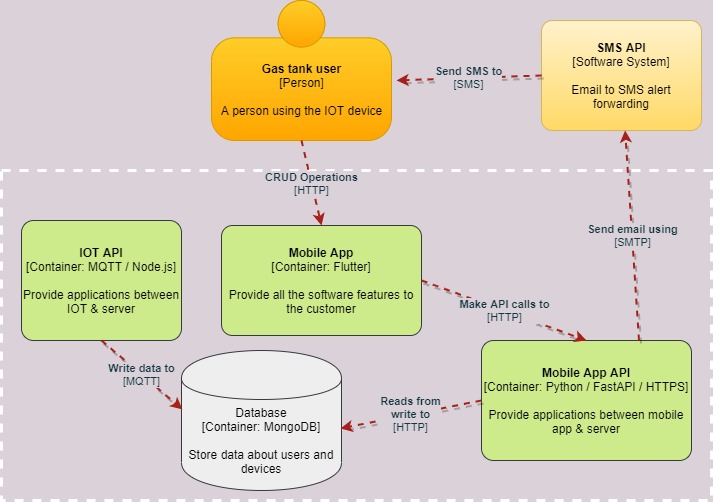 Gas tank user
[Person]
A person using the IOT device
SMS API
[Software System]
Email to SMS alert
forwarding
Send SMS to
[SMS]
CRUD Operations
[HTTP]
Send email using
[SMTP]
IOT API
[Container: MQTT / Node.js]
Provide applications between
IOT & server
Mobile App
[Container: Flutter]
Provide all the software features to
the customer
Make API calls to
[HTTP]
Write data to
[MQTT]
Database
[Container: MongoDB]
Store data about users and
devices
Reads from
write to
[HTTP]
Mobile App API
[Container: Python / FastAPI / HTTPS]
Provide applications between mobile
app & server